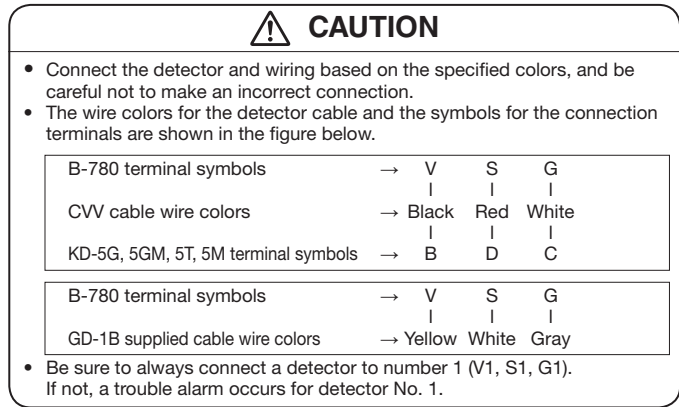 CAUTION
• Connect the detector and wiring based on the specified colors, and be
careful not to make an incorrect connection.
• The wire colors for the detector cable and the symbols for the connection
terminals are shown in the figure below.
B-780 terminal symbols → V S G
I I I
CVV cable wire colors → Black Red White
I I I
KD-5G, 5GM, 5T, 5M terminal symbols → B D C
B-780 terminal symbols → V S G
I I I
GD-1B supplied cable wire colors → Yellow White Gray
• Be sure to always connect a detector to number 1 (V1, S1, G1).
If not, a trouble alarm occurs for detector No. 1.